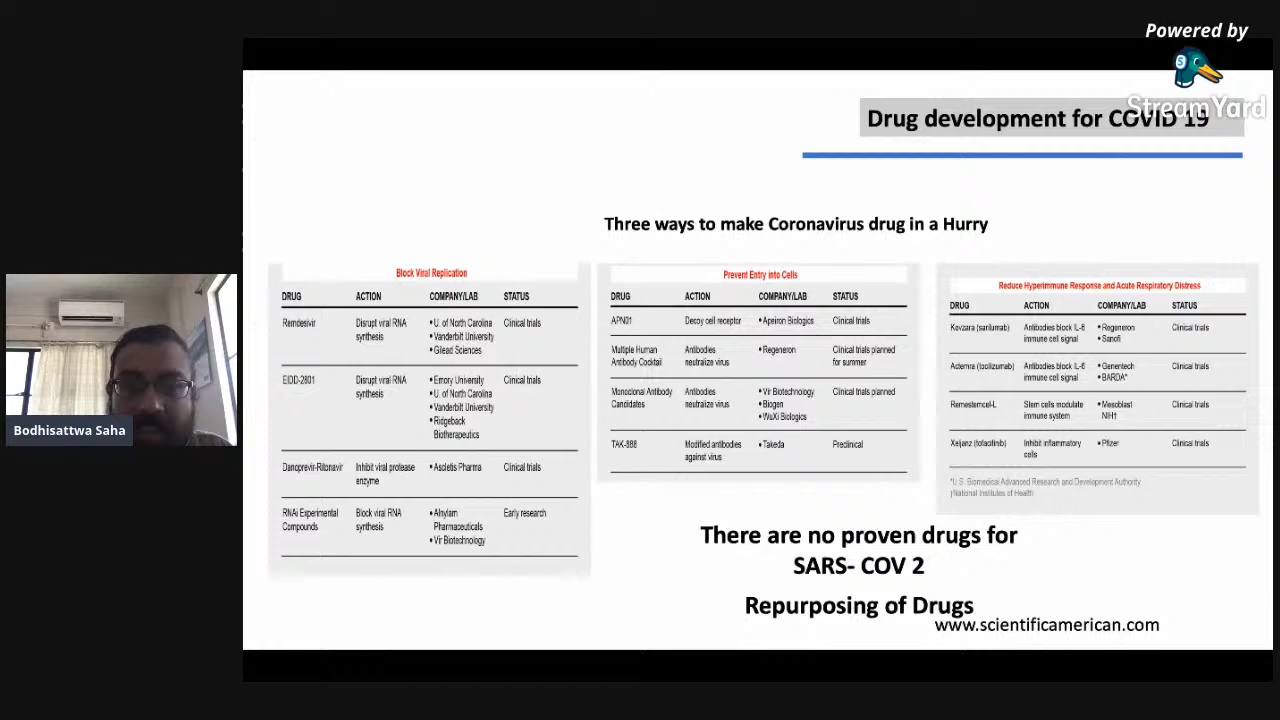 Powered by
StreamYard
Drug development for COVID 19
Three ways to make Coronavirus drug in a Hurry
Block Viral Replication
DRUG ACTION COMPANY/LAB STATUS
Remdesivir Disrupt viral RNA synthesis • U. of North Carolina • Vanderbilt University • Gilead Sciences Clinical trials
EIDD-2801 Disrupt viral RNA synthesis • Emory University • U. of North Carolina • Vanderbilt University • Ridgeback Biotherapeutics Clinical trials
Danoprevir-Ritonavir Inhibit viral protease enzyme • Ascletis Pharma Clinical trials
RNAi Experimental Compounds Block viral RNA synthesis • Alnylam Pharmaceuticals • Vir Biotechnology Early research
Prevent Entry into Cells
DRUG ACTION COMPANY/LAB STATUS
APN01 Decoy cell receptor • Apeiron Biologics Clinical trials
Multiple Human Antibody Cocktail Antibodies neutralize virus • Regeneron Clinical trials planned for summer
Monoclonal Antibody Candidates Antibodies neutralize virus • Vir Biotechnology • Biogen • WuXi Biologics Clinical trials planned
TAK-888 Modified antibodies against virus • Takeda Preclinical
Reduce Hyperimmune Response and Acute Respiratory Distress
DRUG ACTION COMPANY/LAB STATUS
Kevzara (sarilumab) Antibodies block IL-6 immune cell signal • Regeneron • Sanofi Clinical trials
Actemra (tocilizumab) Antibodies block IL-6 immune cell signal • Genentech • BARDA* Clinical trials
Remestemcel-L Stem cells modulate immune system • Mesoblast NIH† Clinical trials
Xeljanz (tofacitinib) Inhibit inflammatory cells • Pfizer Clinical trials
*U.S. Biomedical Advanced Research and Development Authority
†National Institutes of Health
There are no proven drugs for
SARS- COV 2
Repurposing of Drugs
www.scientificamerican.com
Bodhisattwa Saha